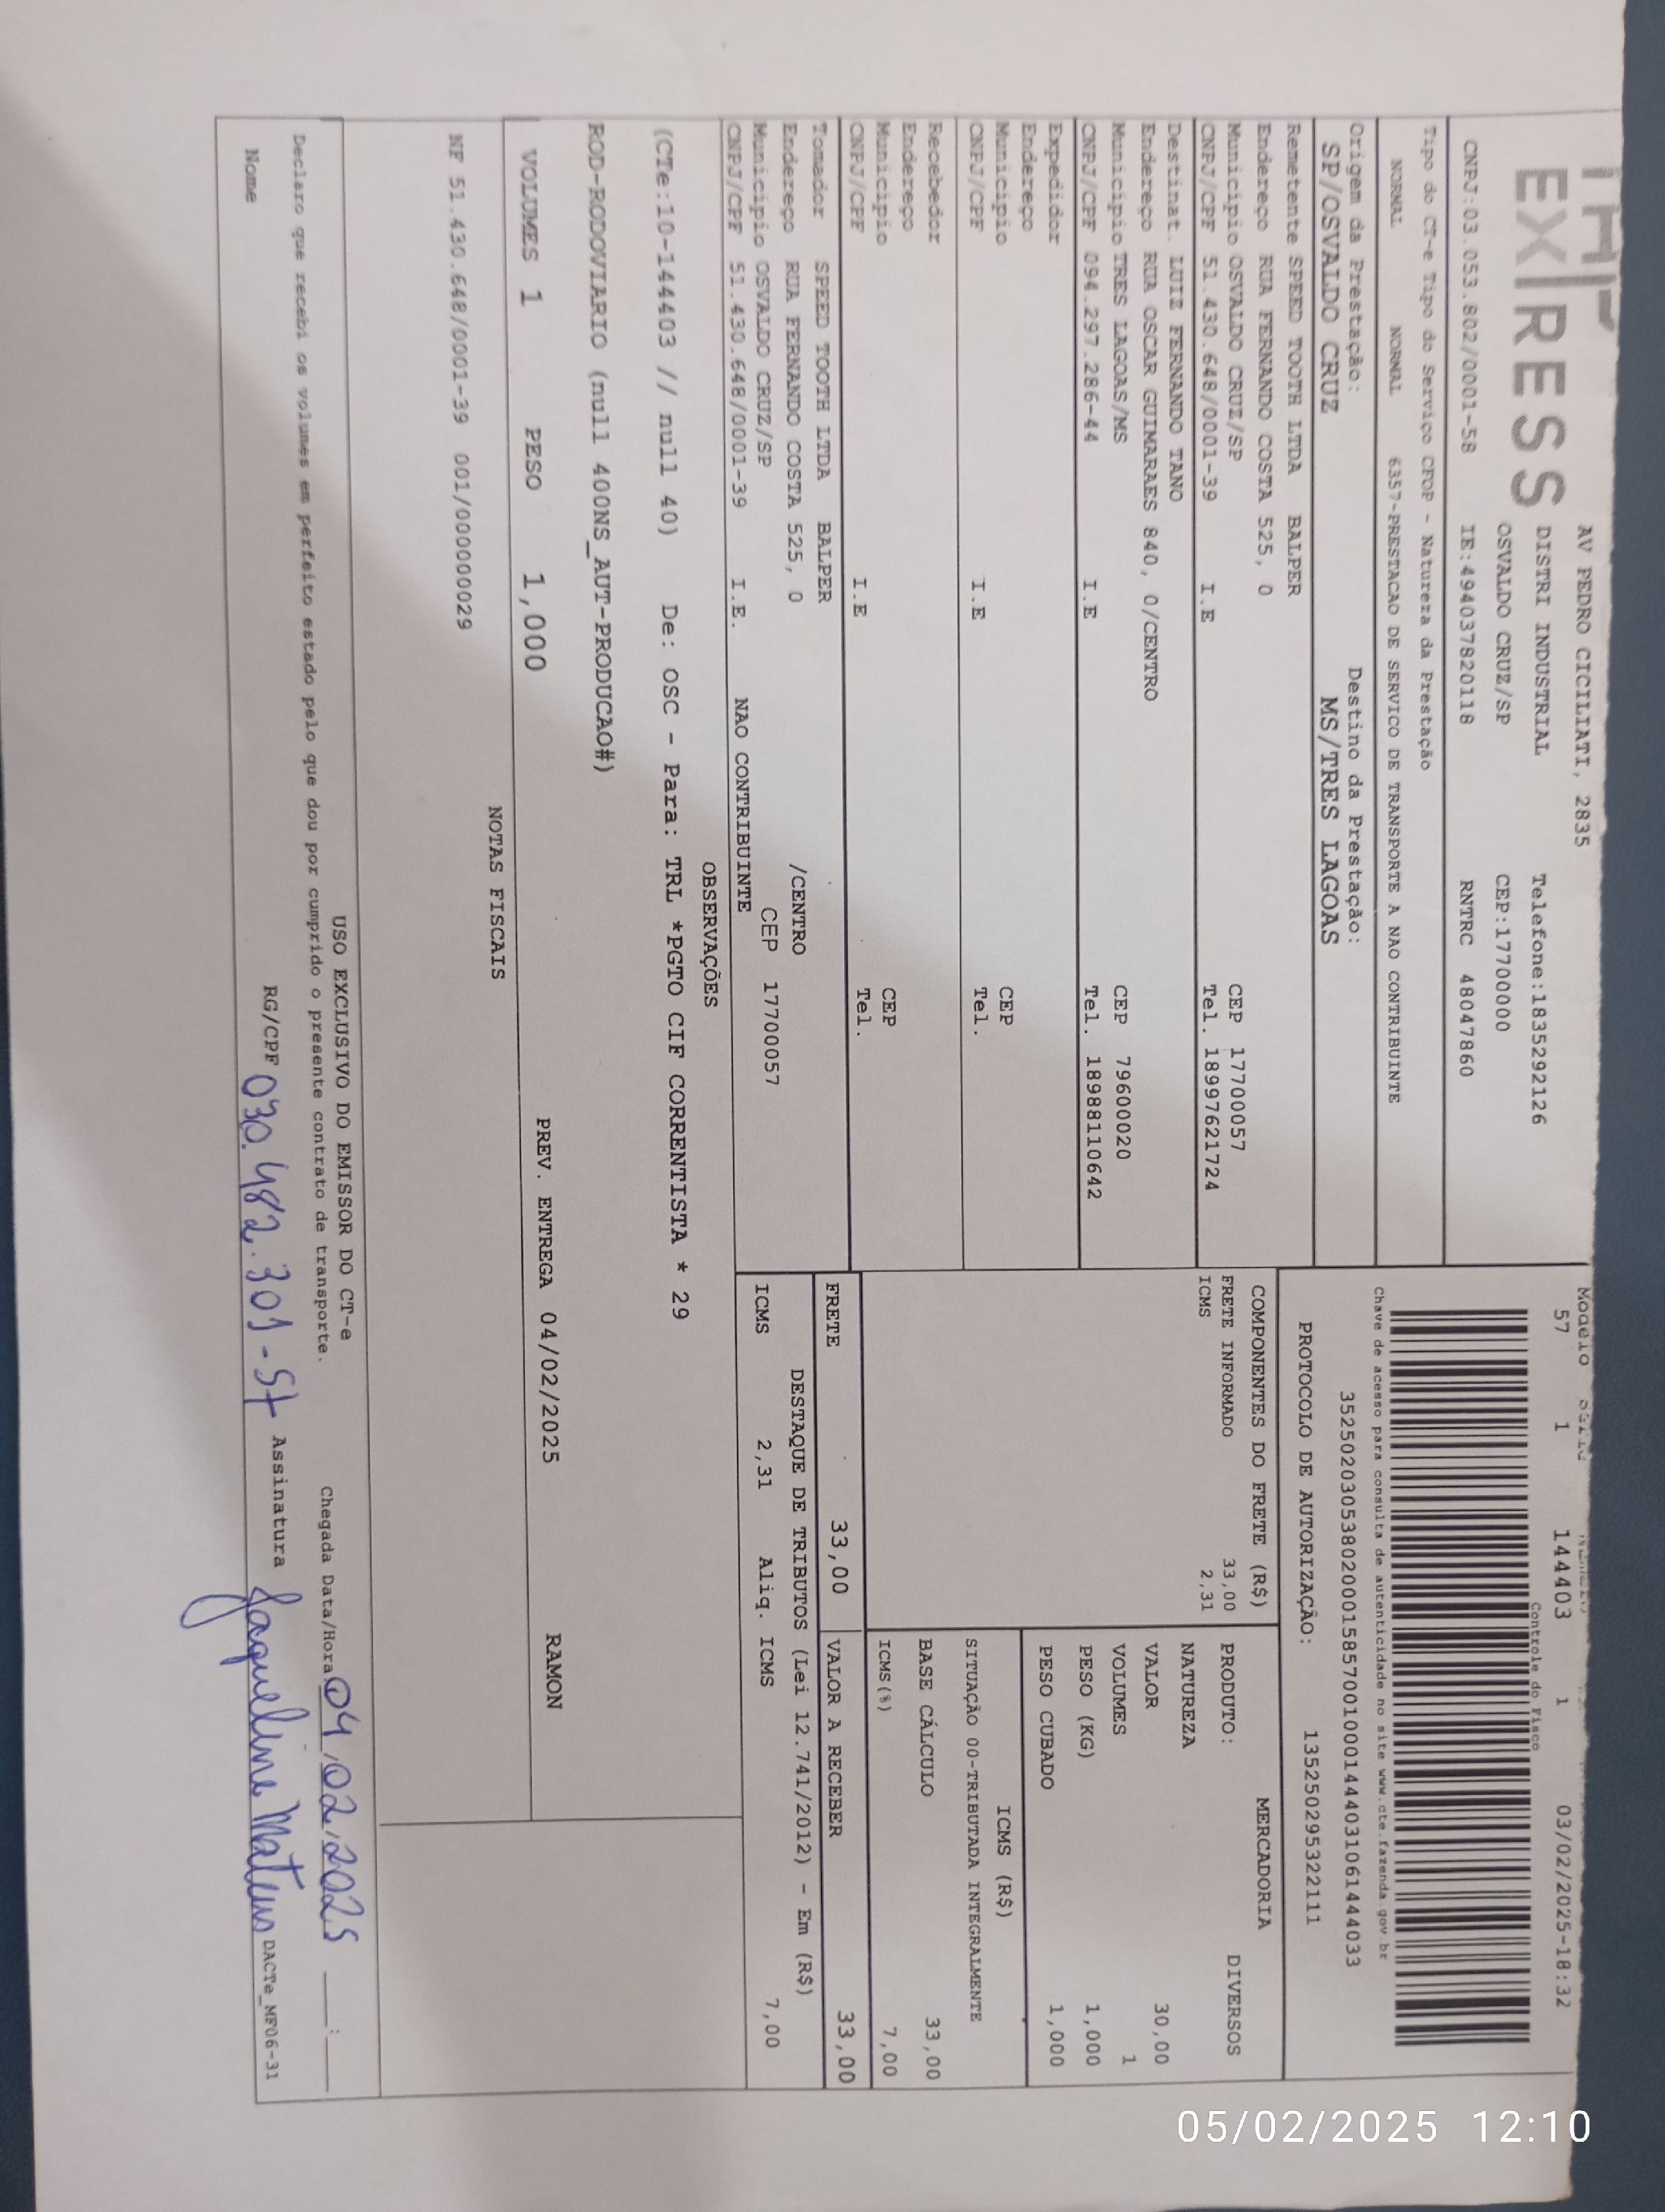 EXPRESS
AV PEDRO CICILIATI, 2835
DISTRI INDUSTRIAL Telefone:1835292126
OSVALDO CRUZ/SP CEP:17700000
CNPJ:03.053.802/0001-58 IE:494037820118 RNTRC 48047860
Modelo
57 1 144403 1 03/02/2025-18:32
Controle do Fisco
Chave de acesso para consulta de autenticidade no site www.cte.fazenda.gov.br
35250203053802000158570010001444031061444033
PROTOCOLO DE AUTORIZAÇÃO: 135250295322111
Tipo do CT-e Tipo do Serviço CFOP - Natureza da Prestação
NORMAL NORMAL 6357-PRESTACAO DE SERVICO DE TRANSPORTE A NAO CONTRIBUINTE
Origem da Prestação: Destino da Prestação:
SP/OSVALDO CRUZ MS/TRES LAGOAS
Remetente SPEED TOOTH LTDA BALPER
Endereço RUA FERNANDO COSTA 525, 0
Município OSVALDO CRUZ/SP CEP 17700057
CNPJ/CPF 51.430.648/0001-39 I.E Tel. 18997621724
Destinat. LUIZ FERNANDO TANO
Endereço RUA OSCAR GUIMARAES 840, 0/CENTRO
Município TRES LAGOAS/MS CEP 79600020
CNPJ/CPF 094.297.286-44 I.E Tel. 18988110642
Expedidor
Endereço
Município CEP
CNPJ/CPF I.E Tel.
Recebedor
Endereço
Município CEP
CNPJ/CPF I.E Tel.
Tomador SPEED TOOTH LTDA BALPER
Endereço RUA FERNANDO COSTA 525, 0 /CENTRO
Município OSVALDO CRUZ/SP CEP 17700057
CNPJ/CPF 51.430.648/0001-39 I.E. NAO CONTRIBUINTE
COMPONENTES DO FRETE (R$)
FRETE INFORMADO 33,00
ICMS 2,31
MERCADORIA
PRODUTO: DIVERSOS
NATUREZA
VALOR 30,00
VOLUMES 1
PESO (KG) 1,000
PESO CUBADO 1,000
ICMS (R$)
SITUAÇÃO 00-TRIBUTADA INTEGRALMENTE
BASE CÁLCULO 33,00
ICMS(%) 7,00
FRETE 33,00 VALOR A RECEBER 33,00
DESTAQUE DE TRIBUTOS (Lei 12.741/2012) - Em (R$)
ICMS 2,31 Aliq. ICMS 7,00
OBSERVAÇÕES
(CTe:10-144403 // null 40) De: OSC - Para: TRL *PGTO CIF CORRENTISTA * 29
ROD-RODOVIARIO (null 400NS_AUT-PRODUCAO#)
VOLUMES 1 PESO 1,000 PREV. ENTREGA 04/02/2025 RAMON
NOTAS FISCAIS
NF 51.430.648/0001-39 001/000000029
USO EXCLUSIVO DO EMISSOR DO CT-e
Declaro que recebi os volumes em perfeito estado pelo que dou por cumprido o presente contrato de transporte. Chegada Data/Hora 04/02/2025 ___:___
Nome RG/CPF 030.482.301-57 Assinatura Jaqueline Mateus DACTe_MF06-31
05/02/2025 12:10